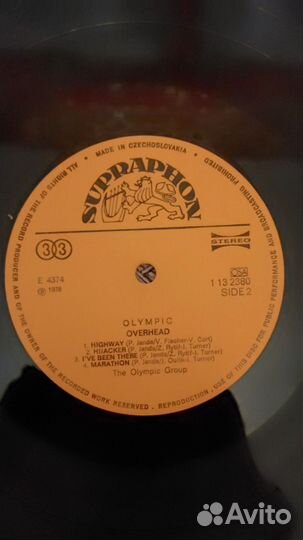 ALL RIGHTS OF THE RECORD PRODUCER AND OF THE OWNER OF THE RECORDED WORK RESERVED . REPRODUCTION , USE OF THIS DISC FOR PUBLIC PERFORMANCE AND BROADCASTING PROHIBITED
MADE IN CZECHOSLOVAKIA
SUPRAPHON
33
STEREO
E 4374
Ⓟ 1978
OSA
1 13 2380
SIDE 2
OLYMPIC
OVERHEAD
1. HIGHWAY (P. Janda/V. Fischer-V. Cort)
2. HIJACKER (P. Janda/Z. Rytíř-I. Turner)
3. I'VE BEEN THERE (P. Janda/Z. Rytíř-I. Turner)
4. MARATHON (P. Janda/J. -I. Turner)
The Olympic Group
Avito